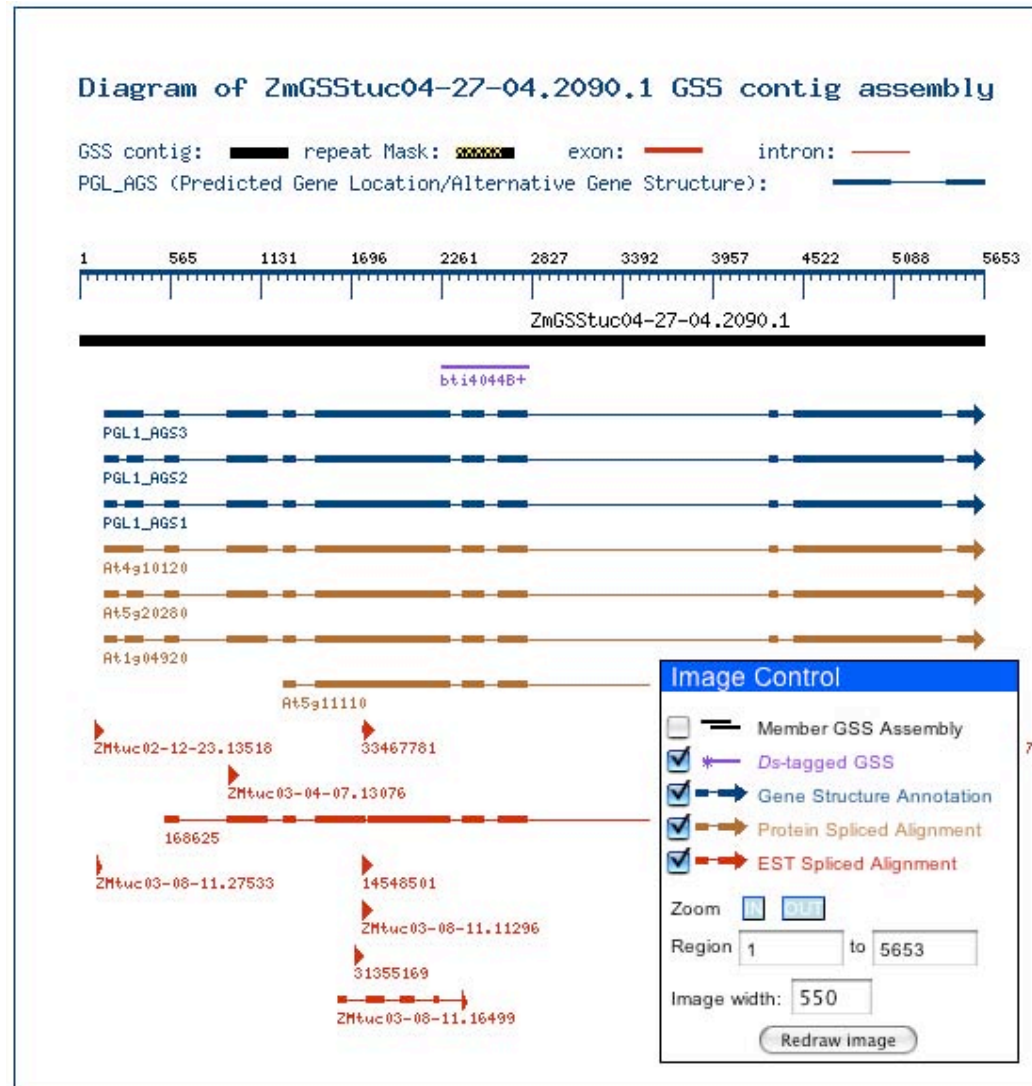 Diagram of ZmGSStuc04-27-04.2090.1 GSS contig assembly
GSS contig: repeat Mask: exon: intron:
PGL_AGS (Predicted Gene Location/Alternative Gene Structure):
1 565 1131 1696 2261 2827 3392 3957 4522 5088 5653
ZmGSStuc04-27-04.2090.1
bti4044B+
PGL1_AGS3
PGL1_AGS2
PGL1_AGS1
At4g10120
At5g20280
At1g04920
At5g11110
ZMtuc02-12-23.13518 33467781
ZMtuc03-04-07.13076
168625
ZMtuc03-08-11.27533 14548501
ZMtuc03-08-11.11296
31355169
ZMtuc03-08-11.16499
Image Control
Member GSS Assembly
Ds-tagged GSS
Gene Structure Annotation
Protein Spliced Alignment
EST Spliced Alignment
Zoom IN OUT
Region 1 to 5653
Image width: 550
Redraw image